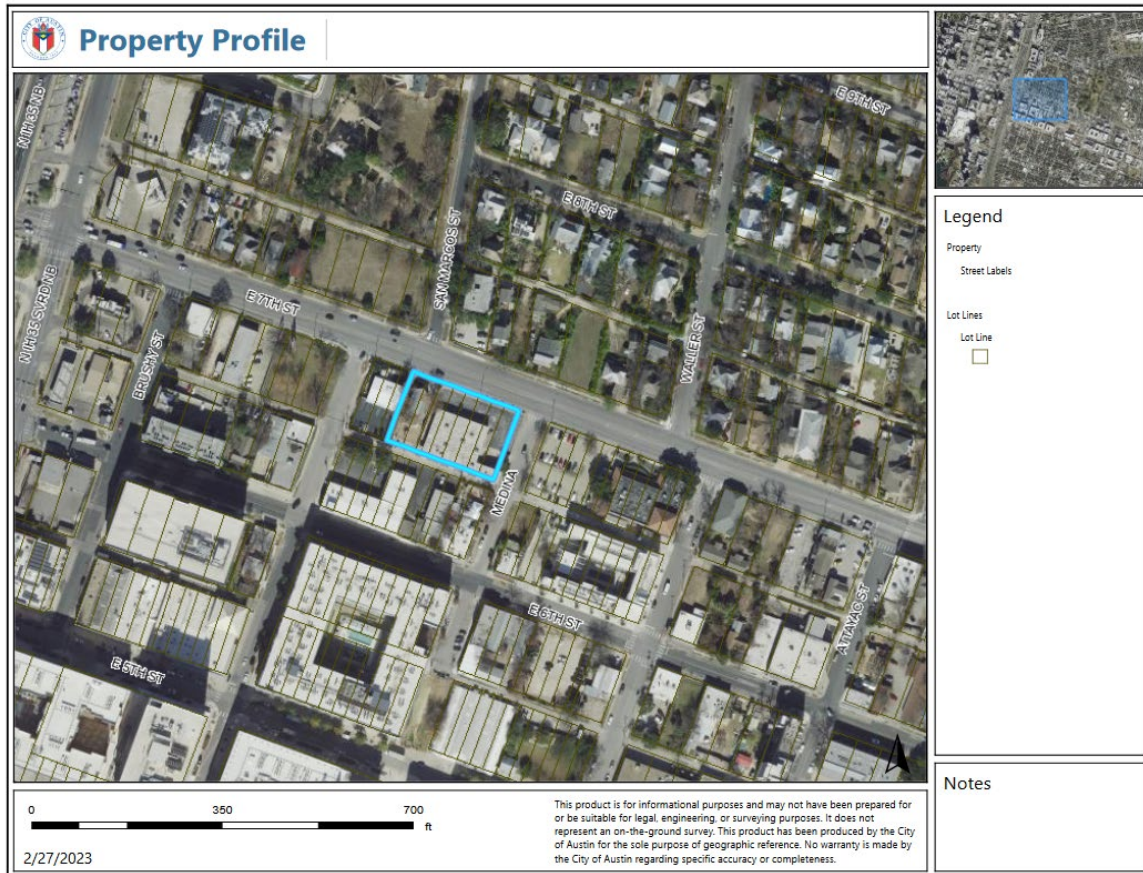 Property Profile
N IH 35 NB
E 9TH ST
E 8TH ST
SAN MARCOS ST
N IH 35 SVRD NB
E 7TH ST
WALLER ST
BRUSHY ST
MEDINA
E 6TH ST
ATTAYAC ST
E 5TH ST
Legend
Property
Street Labels
Lot Lines
Lot Line
Notes
0 350 700
ft
2/27/2023
This product is for informational purposes and may not have been prepared for
or be suitable for legal, engineering, or surveying purposes. It does not
represent an on-the-ground survey. This product has been produced by the City
of Austin for the sole purpose of geographic reference. No warranty is made by
the City of Austin regarding specific accuracy or completeness.